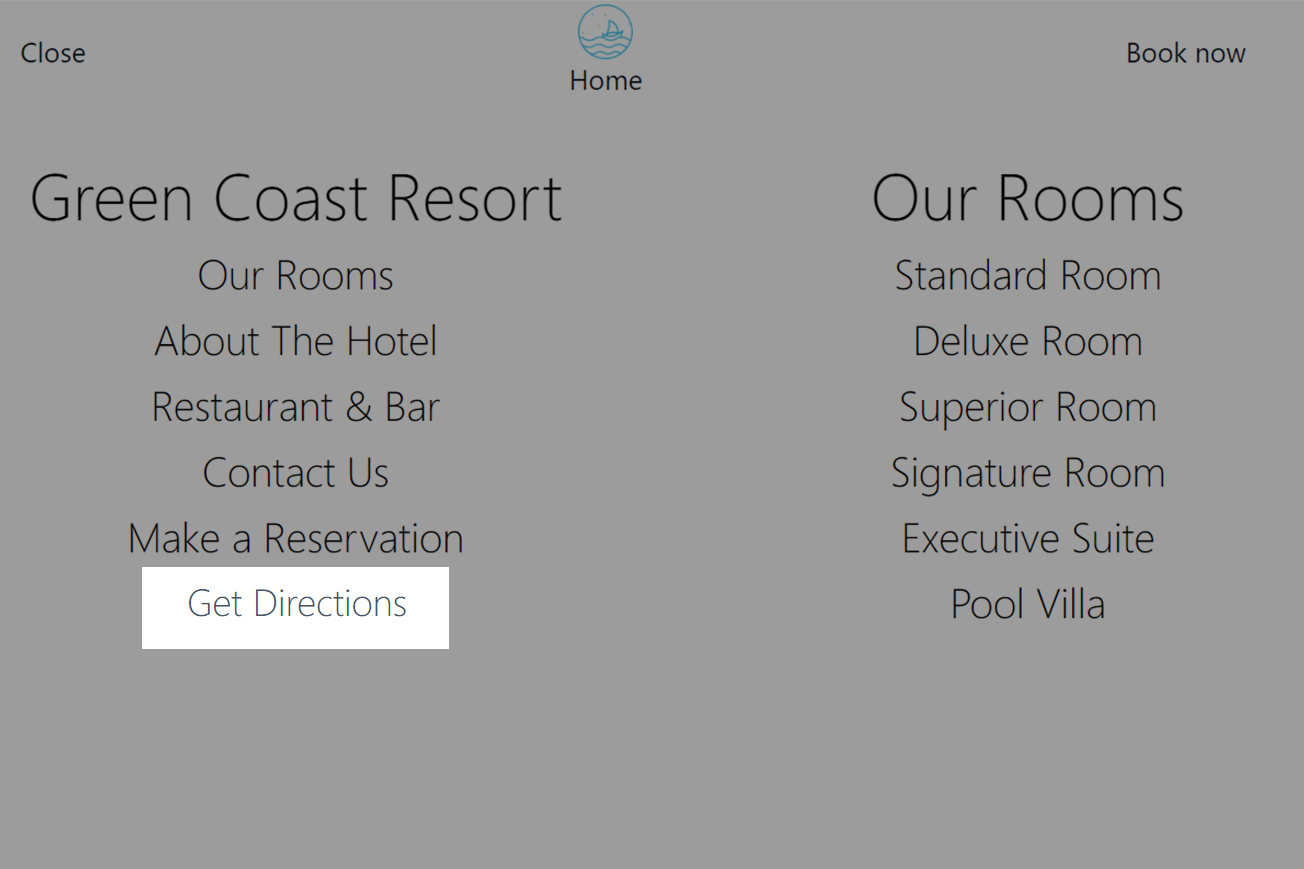 Close
Home
Book now
Green Coast Resort
Our Rooms
About The Hotel
Restaurant & Bar
Contact Us
Make a Reservation
Get Directions
Our Rooms
Standard Room
Deluxe Room
Superior Room
Signature Room
Executive Suite
Pool Villa